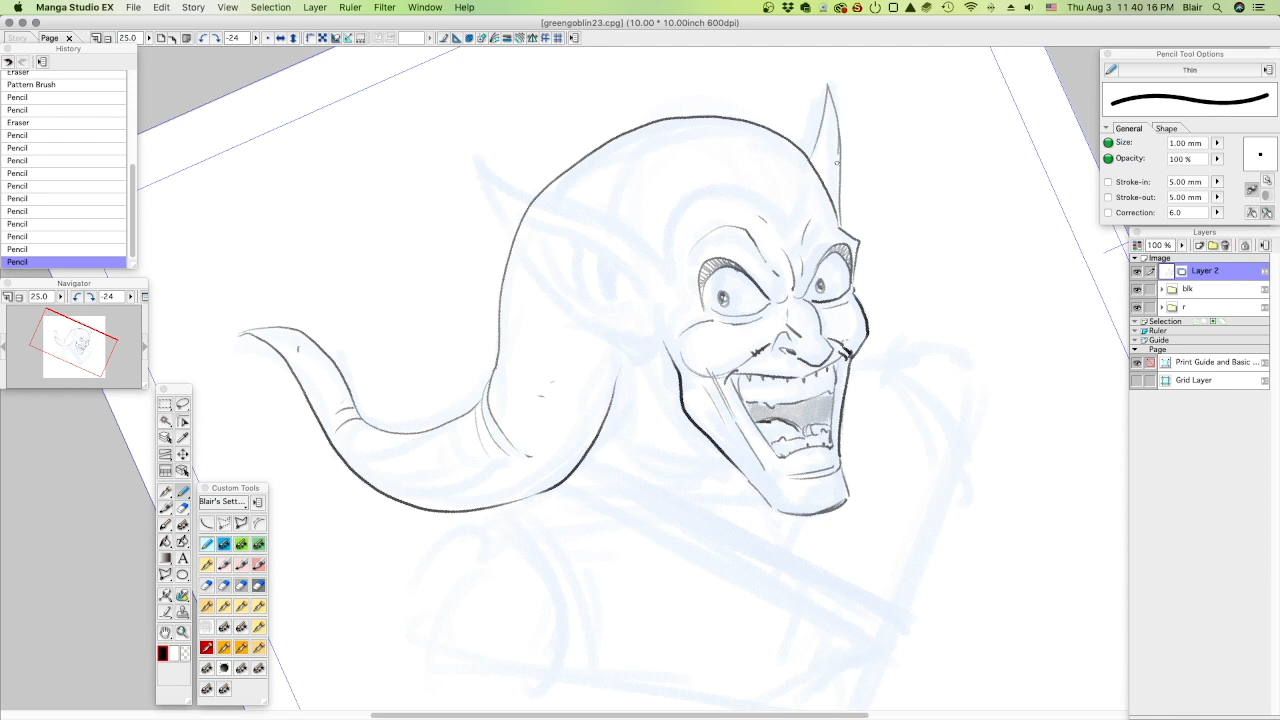 Manga Studio EX File Edit Story View Selection Layer Ruler Filter Window Help
Thu Aug 3 11:40:16 PM Blair
[greengoblin23.cpg] (10.00 * 10.00inch 600dpi)
Story Page 25.0 -24
History
Eraser
Pattern Brush
Pencil
Pencil
Eraser
Pencil
Pencil
Pencil
Pencil
Pencil
Pencil
Pencil
Pencil
Pencil
Pencil
Pencil
Navigator
25.0 -24
Custom Tools
Blair's Sett...
Pencil Tool Options
Thin
General Shape
Size: 1.00 mm
Opacity: 100 %
Stroke-in: 5.00 mm
Stroke-out: 5.00 mm
Correction: 6.0
Layers
100 %
Image
Layer 2
blk
r
Selection
Ruler
Guide
Page
Print Guide and Basic ...
Grid Layer